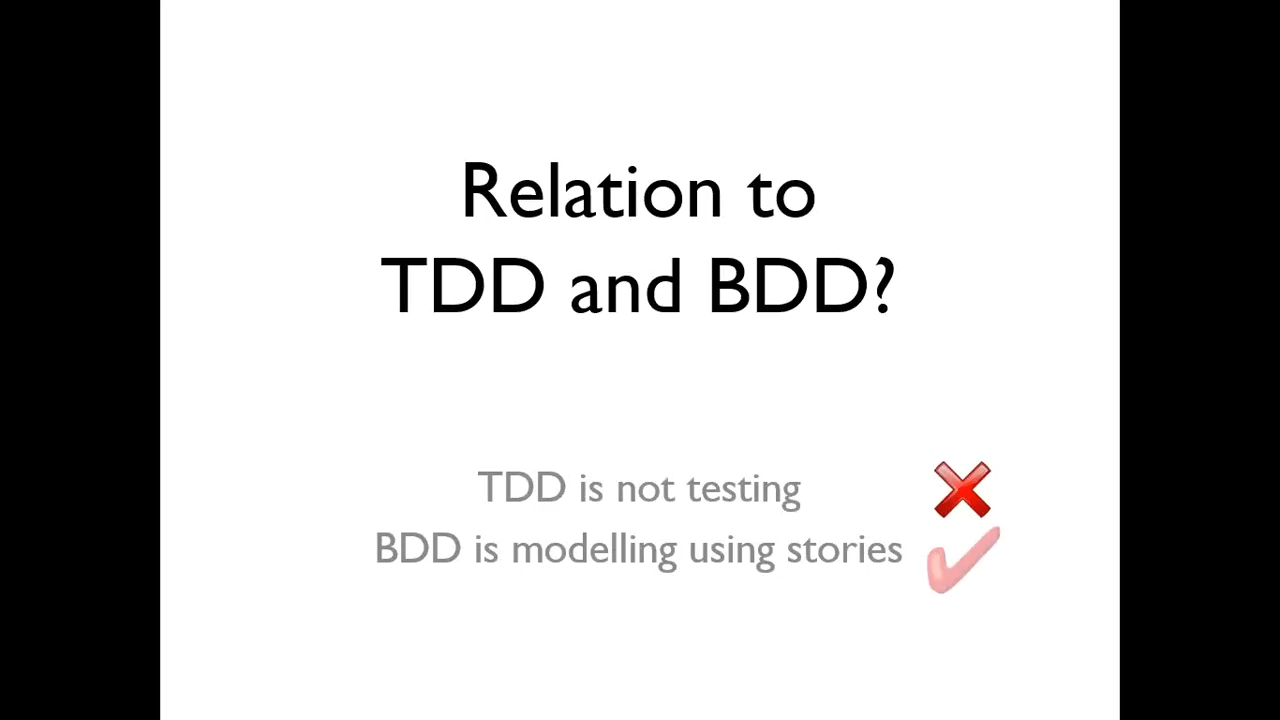 Relation to
TDD and BDD?
TDD is not testing
BDD is modelling using stories